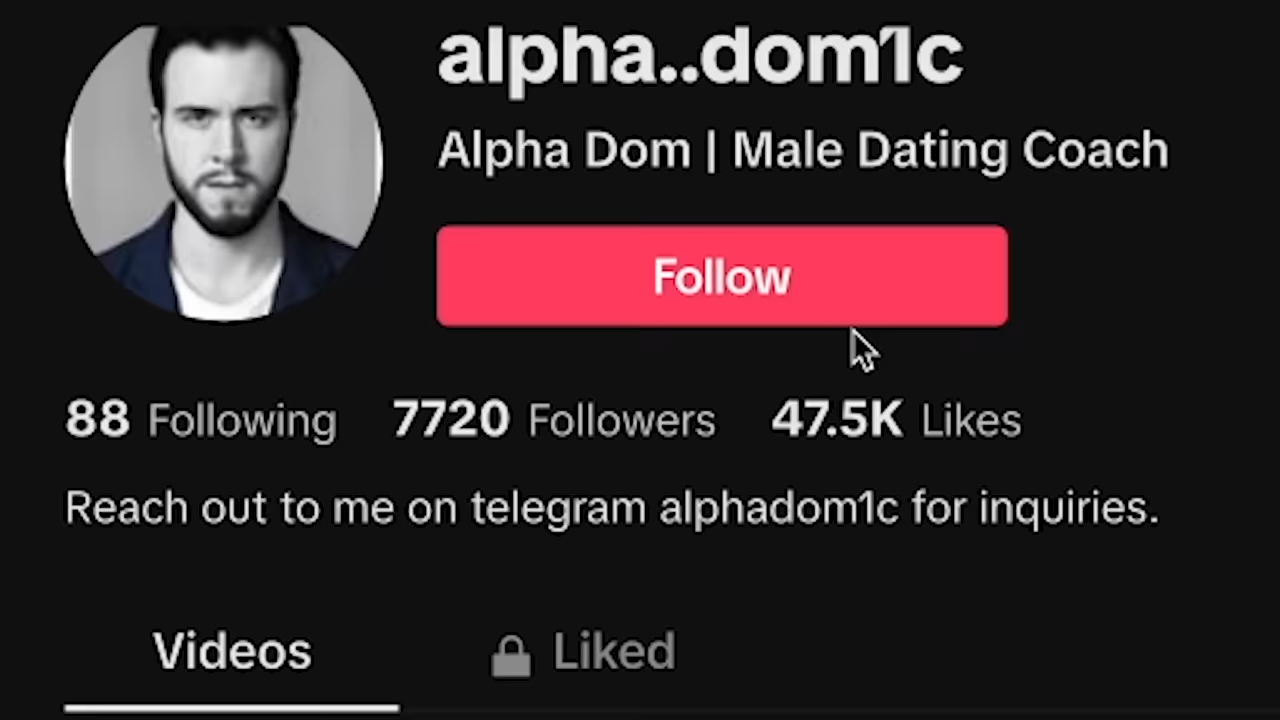 alpha..dom1c
Alpha Dom | Male Dating Coach
Follow
88 Following 7720 Followers 47.5K Likes
Reach out to me on telegram alphadom1c for inquiries.
Videos Liked